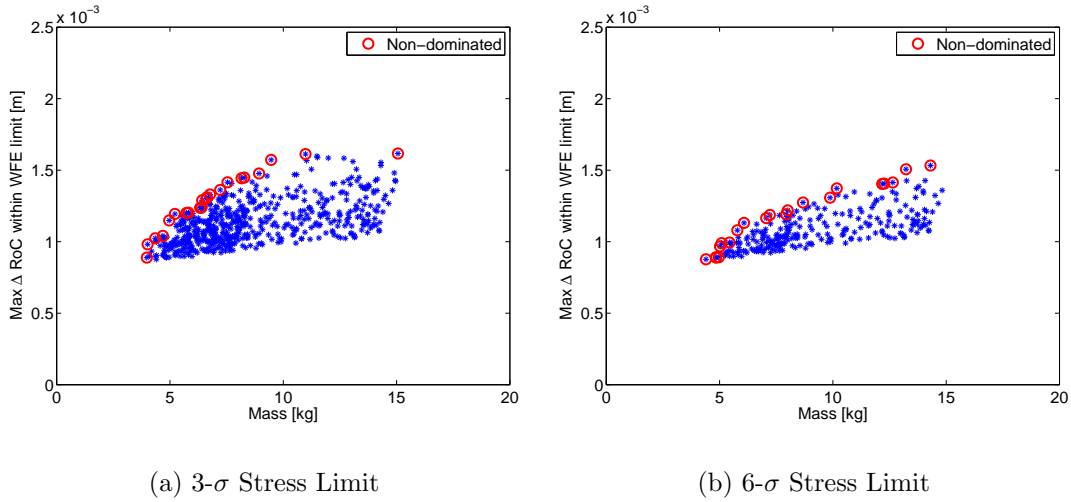 x 10⁻³
2.5
2
1.5
1
0.5
0
Max Δ RoC within WFE limit [m]
0 5 10 15 20
Mass [kg]
Non−dominated
(a) 3-σ Stress Limit
x 10⁻³
2.5
2
1.5
1
0.5
0
Max Δ RoC within WFE limit [m]
0 5 10 15 20
Mass [kg]
Non−dominated
(b) 6-σ Stress Limit